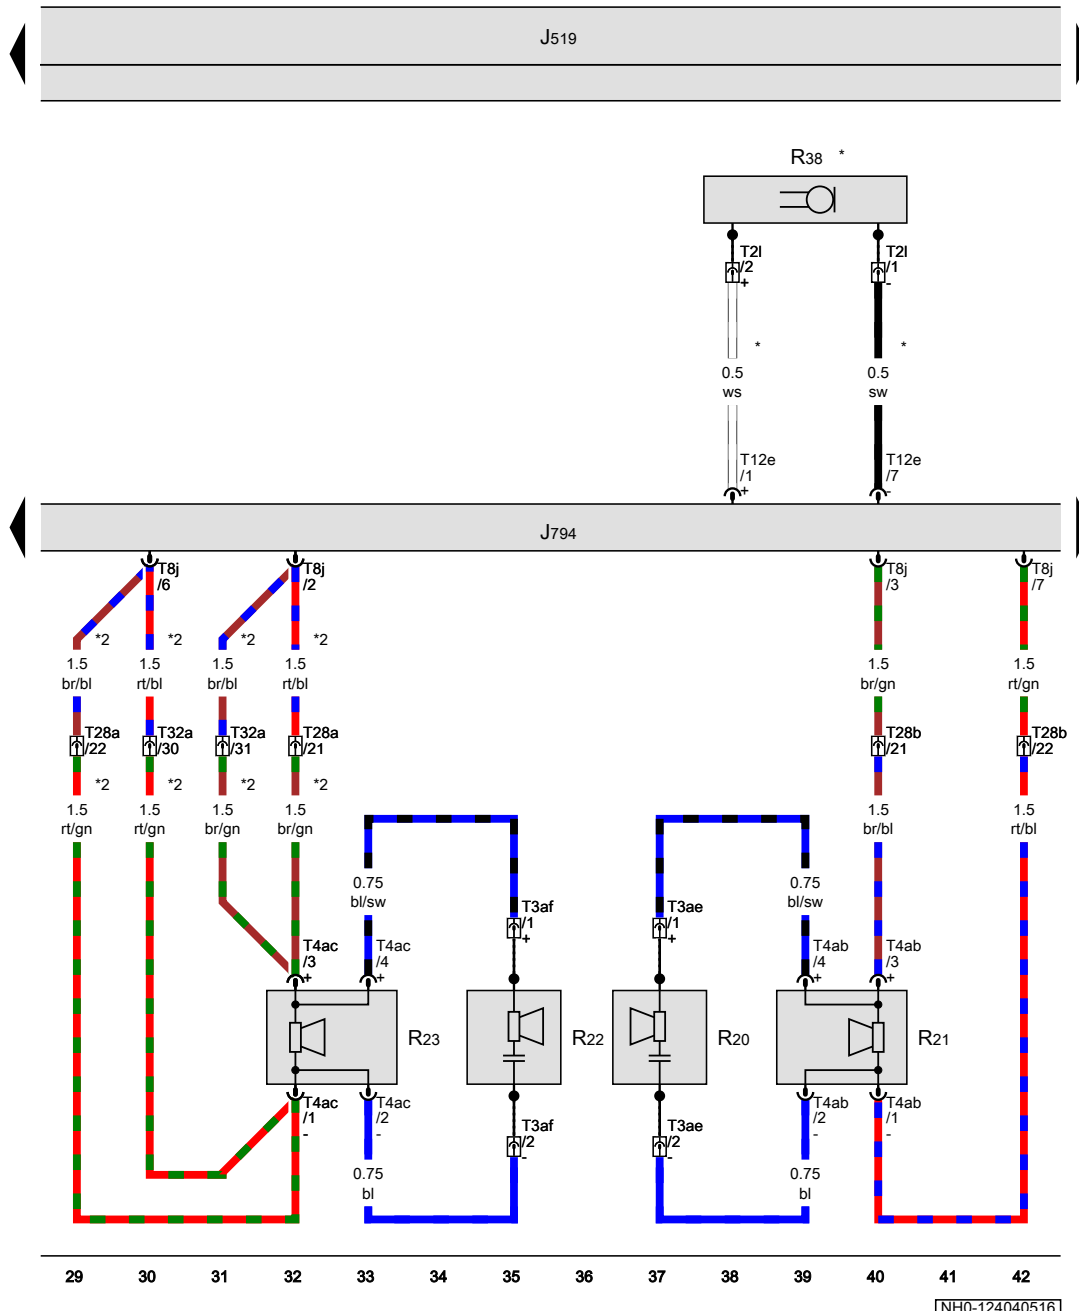 J519
R38 *
T2l
/2
+
T2l
/1
-
*
*
0.5
ws
0.5
sw
T12e
/1
+
T12e
/7
-
J794
T8j
/6
T8j
/2
T8j
/3
T8j
/7
*2
*2
*2
*2
1.5
br/bl
1.5
rt/bl
1.5
br/bl
1.5
rt/bl
1.5
br/gn
1.5
rt/gn
T28a
/22
T32a
/30
T32a
/31
T28a
/21
T28b
/21
T28b
/22
*2
*2
*2
*2
1.5
rt/gn
1.5
rt/gn
1.5
br/gn
1.5
br/gn
1.5
br/bl
1.5
rt/bl
0.75
bl/sw
0.75
bl/sw
T3af
/1
+
T3ae
/1
+
T4ac
/3
+
T4ac
/4
+
T4ab
/4
+
T4ab
/3
+
R23
R22
R20
R21
T4ac
/1
-
T4ac
/2
-
T3af
/2
-
T3ae
/2
-
T4ab
/2
-
T4ab
/1
-
0.75
bl
0.75
bl
29 30 31 32 33 34 35 36 37 38 39 40 41 42
NH0-124040516